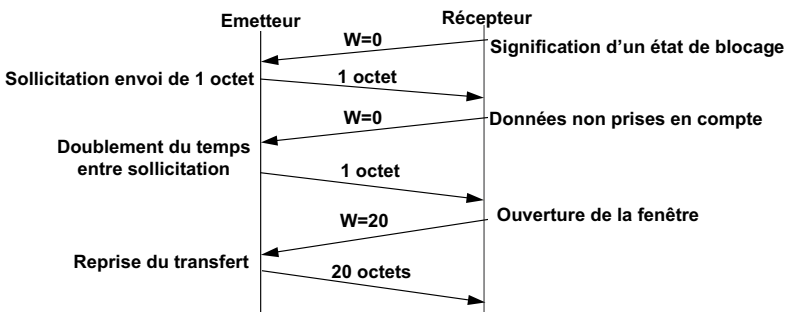 Emetteur
Récepteur
W=0
Signification d'un état de blocage
Sollicitation envoi de 1 octet
1 octet
W=0
Données non prises en compte
Doublement du temps
entre sollicitation
1 octet
W=20
Ouverture de la fenêtre
Reprise du transfert
20 octets